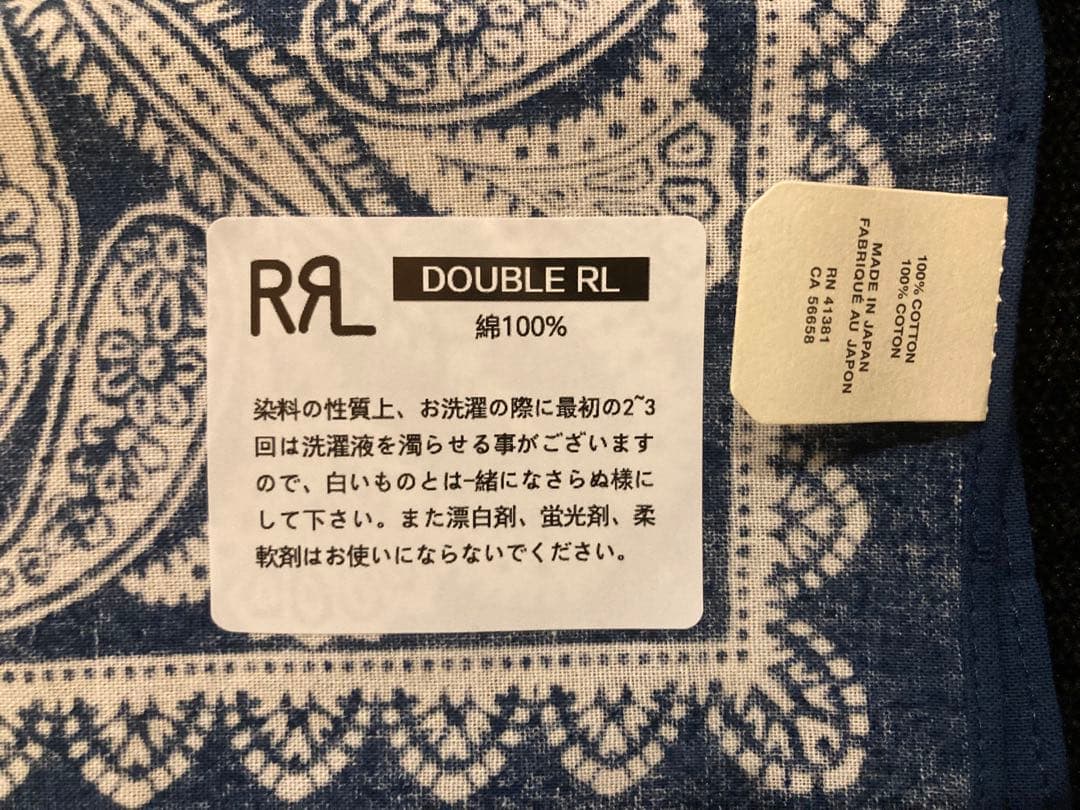 RRL
DOUBLE RL
綿100%
染料の性質上、お洗濯の際に最初の2~3
回は洗濯液を濁らせる事がございます
ので、白いものとは一緒になさらぬ様に
して下さい。また漂白剤、蛍光剤、柔
軟剤はお使いにならないでください。
100% COTTON
100% COTON
MADE IN JAPAN
FABRIQUÉ AU JAPON
RN 41381
CA 56658